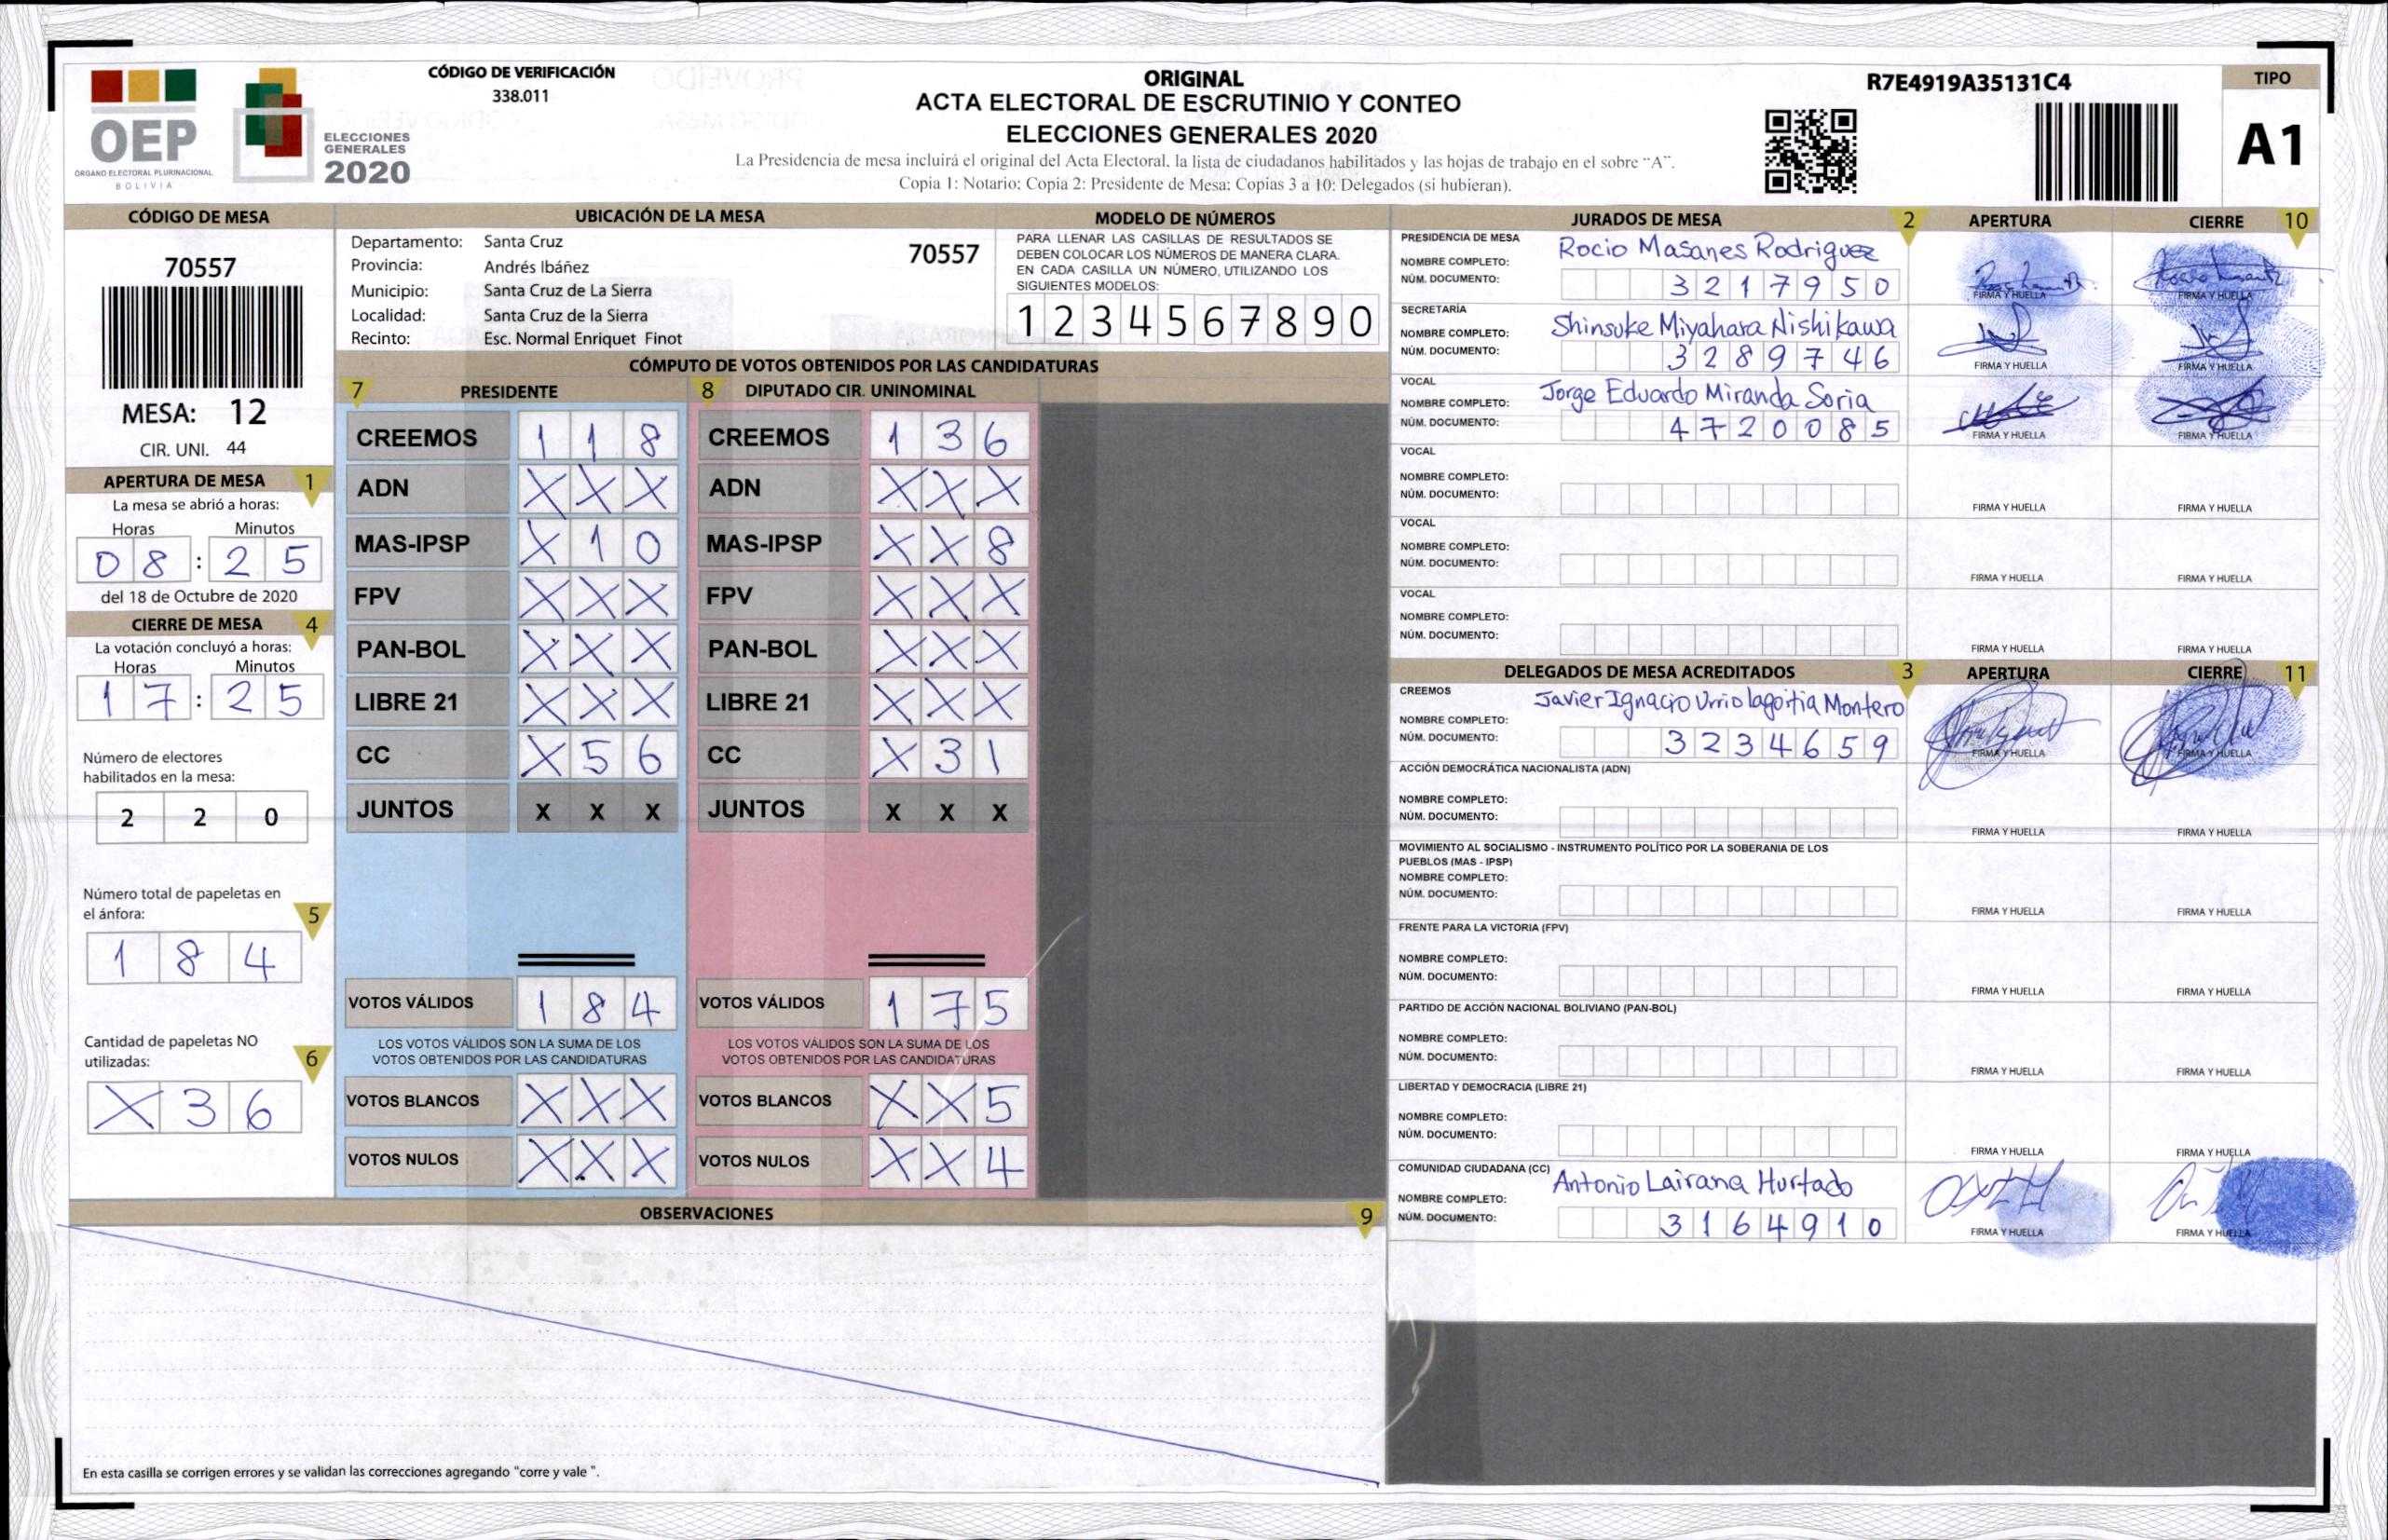 OEP
ORGANO ELECTORAL PLURINACIONAL
BOLIVIA
ELECCIONES
GENERALES
2020
CÓDIGO DE VERIFICACIÓN
338.011
ORIGINAL
ACTA ELECTORAL DE ESCRUTINIO Y CONTEO
ELECCIONES GENERALES 2020
La Presidencia de mesa incluirá el original del Acta Electoral, la lista de ciudadanos habilitados y las hojas de trabajo en el sobre "A".
Copia 1: Notario; Copia 2: Presidente de Mesa; Copias 3 a 10: Delegados (si hubieran).
R7E4919A35131C4
TIPO
A1
CÓDIGO DE MESA
70557
MESA: 12
CIR. UNI. 44
APERTURA DE MESA 1
La mesa se abrió a horas:
Horas Minutos
08 : 25
del 18 de Octubre de 2020
CIERRE DE MESA 4
La votación concluyó a horas:
Horas Minutos
17 : 25
Número de electores
habilitados en la mesa:
2 2 0
Número total de papeletas en
el ánfora: 5
1 8 4
Cantidad de papeletas NO
utilizadas: 6
X 3 6
UBICACIÓN DE LA MESA
Departamento: Santa Cruz 70557
Provincia: Andrés Ibáñez
Municipio: Santa Cruz de La Sierra
Localidad: Santa Cruz de la Sierra
Recinto: Esc. Normal Enriquet Finot
MODELO DE NÚMEROS
PARA LLENAR LAS CASILLAS DE RESULTADOS SE
DEBEN COLOCAR LOS NÚMEROS DE MANERA CLARA.
EN CADA CASILLA UN NÚMERO, UTILIZANDO LOS
SIGUIENTES MODELOS:
1 2 3 4 5 6 7 8 9 0
CÓMPUTO DE VOTOS OBTENIDOS POR LAS CANDIDATURAS
7 PRESIDENTE
CREEMOS 1 1 8
ADN X X X
MAS-IPSP X 1 0
FPV X X X
PAN-BOL X X X
LIBRE 21 X X X
CC X 5 6
JUNTOS X X X
VOTOS VÁLIDOS 1 8 4
LOS VOTOS VÁLIDOS SON LA SUMA DE LOS
VOTOS OBTENIDOS POR LAS CANDIDATURAS
VOTOS BLANCOS X X X
VOTOS NULOS X X X
8 DIPUTADO CIR. UNINOMINAL
CREEMOS 1 3 6
ADN X X X
MAS-IPSP X X 8
FPV X X X
PAN-BOL X X X
LIBRE 21 X X X
CC X 3 1
JUNTOS X X X
VOTOS VÁLIDOS 1 7 5
LOS VOTOS VÁLIDOS SON LA SUMA DE LOS
VOTOS OBTENIDOS POR LAS CANDIDATURAS
VOTOS BLANCOS X X 5
VOTOS NULOS X X 4
OBSERVACIONES 9
En esta casilla se corrigen errores y se validan las correcciones agregando "corre y vale ".
JURADOS DE MESA 2 APERTURA CIERRE 10
PRESIDENCIA DE MESA
NOMBRE COMPLETO: Rocio Masanes Rodriguez
NÚM. DOCUMENTO: 3217950
FIRMA Y HUELLA FIRMA Y HUELLA
SECRETARÍA
NOMBRE COMPLETO: Shinsuke Miyahara Nishikawa
NÚM. DOCUMENTO: 3289746
FIRMA Y HUELLA FIRMA Y HUELLA
VOCAL
NOMBRE COMPLETO: Jorge Eduardo Miranda Soria
NÚM. DOCUMENTO: 4720085
FIRMA Y HUELLA FIRMA Y HUELLA
VOCAL
NOMBRE COMPLETO:
NÚM. DOCUMENTO:
FIRMA Y HUELLA FIRMA Y HUELLA
VOCAL
NOMBRE COMPLETO:
NÚM. DOCUMENTO:
FIRMA Y HUELLA FIRMA Y HUELLA
VOCAL
NOMBRE COMPLETO:
NÚM. DOCUMENTO:
FIRMA Y HUELLA FIRMA Y HUELLA
DELEGADOS DE MESA ACREDITADOS 3 APERTURA CIERRE 11
CREEMOS
NOMBRE COMPLETO: Javier Ignacio Urriolagoitia Montero
NÚM. DOCUMENTO: 3234659
FIRMA Y HUELLA FIRMA Y HUELLA
ACCIÓN DEMOCRÁTICA NACIONALISTA (ADN)
NOMBRE COMPLETO:
NÚM. DOCUMENTO:
FIRMA Y HUELLA FIRMA Y HUELLA
MOVIMIENTO AL SOCIALISMO - INSTRUMENTO POLÍTICO POR LA SOBERANIA DE LOS
PUEBLOS (MAS - IPSP)
NOMBRE COMPLETO:
NÚM. DOCUMENTO:
FIRMA Y HUELLA FIRMA Y HUELLA
FRENTE PARA LA VICTORIA (FPV)
NOMBRE COMPLETO:
NÚM. DOCUMENTO:
FIRMA Y HUELLA FIRMA Y HUELLA
PARTIDO DE ACCIÓN NACIONAL BOLIVIANO (PAN-BOL)
NOMBRE COMPLETO:
NÚM. DOCUMENTO:
FIRMA Y HUELLA FIRMA Y HUELLA
LIBERTAD Y DEMOCRACIA (LIBRE 21)
NOMBRE COMPLETO:
NÚM. DOCUMENTO:
FIRMA Y HUELLA FIRMA Y HUELLA
COMUNIDAD CIUDADANA (CC)
NOMBRE COMPLETO: Antonio Lairana Hurtado
NÚM. DOCUMENTO: 3164910
FIRMA Y HUELLA FIRMA Y HUELLA